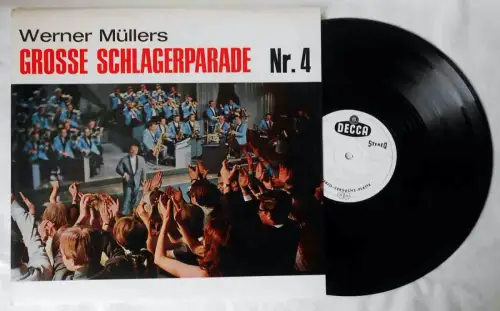 Werner Müllers
GROSSE SCHLAGERPARADE Nr. 4
DECCA
STEREO